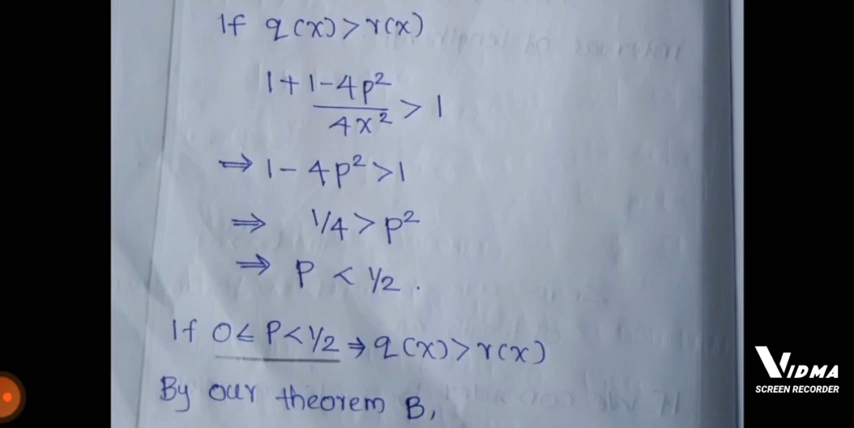 If q(x) > r(x)
1 + 1-4p²/4x² > 1
⇒ 1 - 4p² > 1
⇒ 1/4 > p²
⇒ p < 1/2 .
If 0 ≤ p < 1/2 ⇒ q(x) > r(x)
By our theorem B,
VIDMA
SCREEN RECORDER